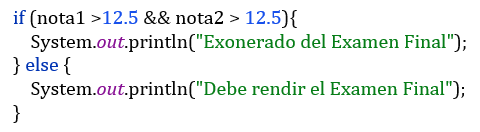 if (nota1 >12.5 && nota2 > 12.5){
    System.out.println("Exonerado del Examen Final");
} else {
    System.out.println("Debe rendir el Examen Final");
}